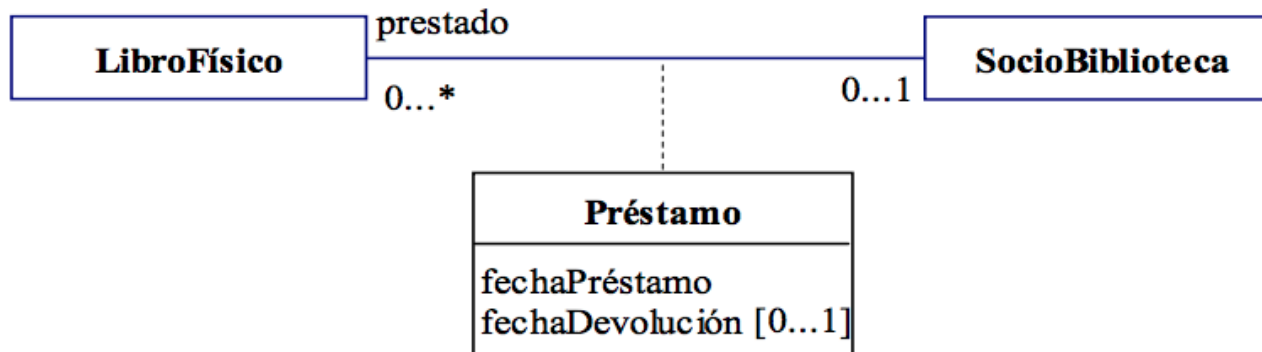 prestado
LibroFísico
SocioBiblioteca
0...*
0...1
Préstamo
fechaPréstamo
fechaDevolución [0...1]